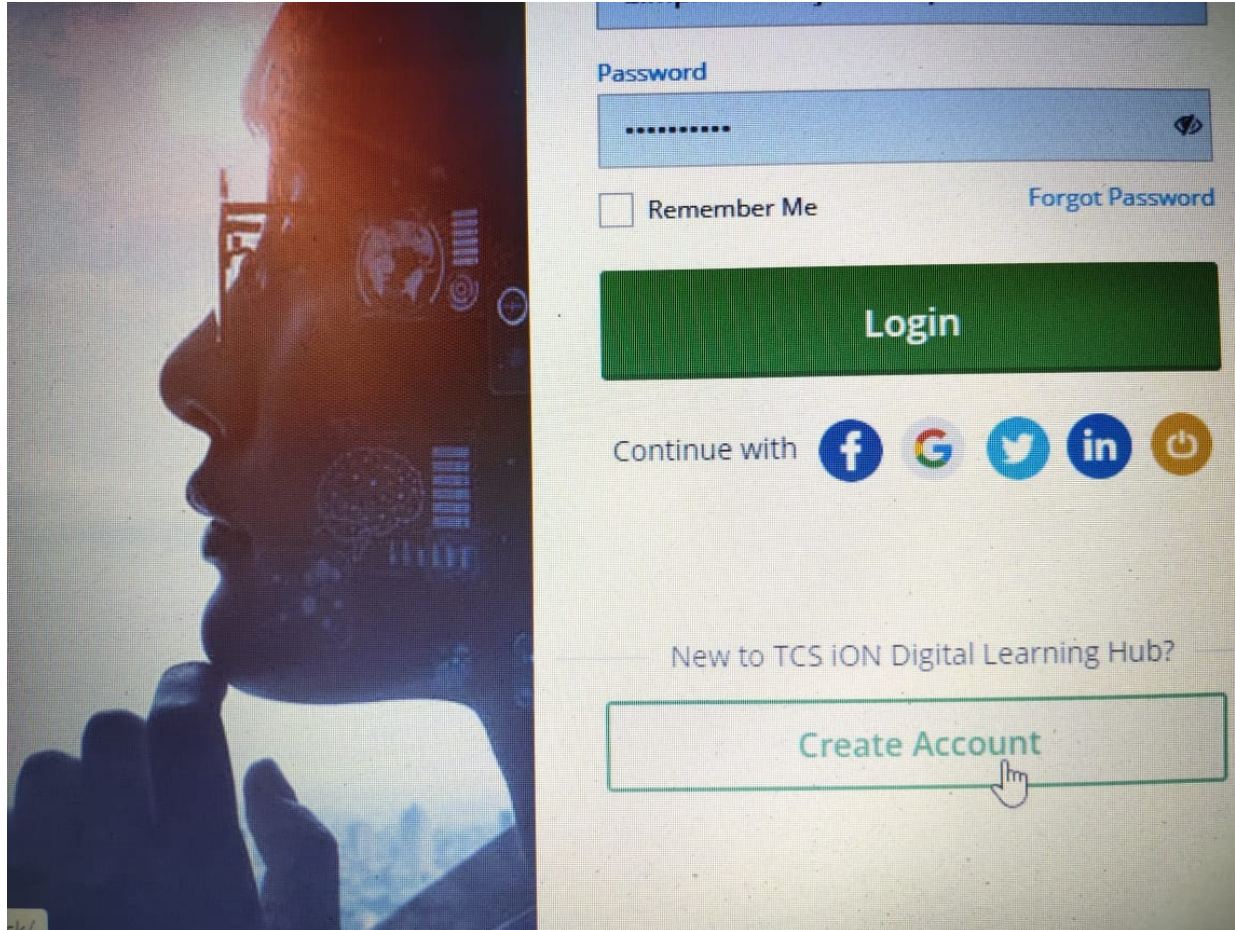 Password
••••••••••
Remember Me
Forgot Password
Login
Continue with
New to TCS iON Digital Learning Hub?
Create Account